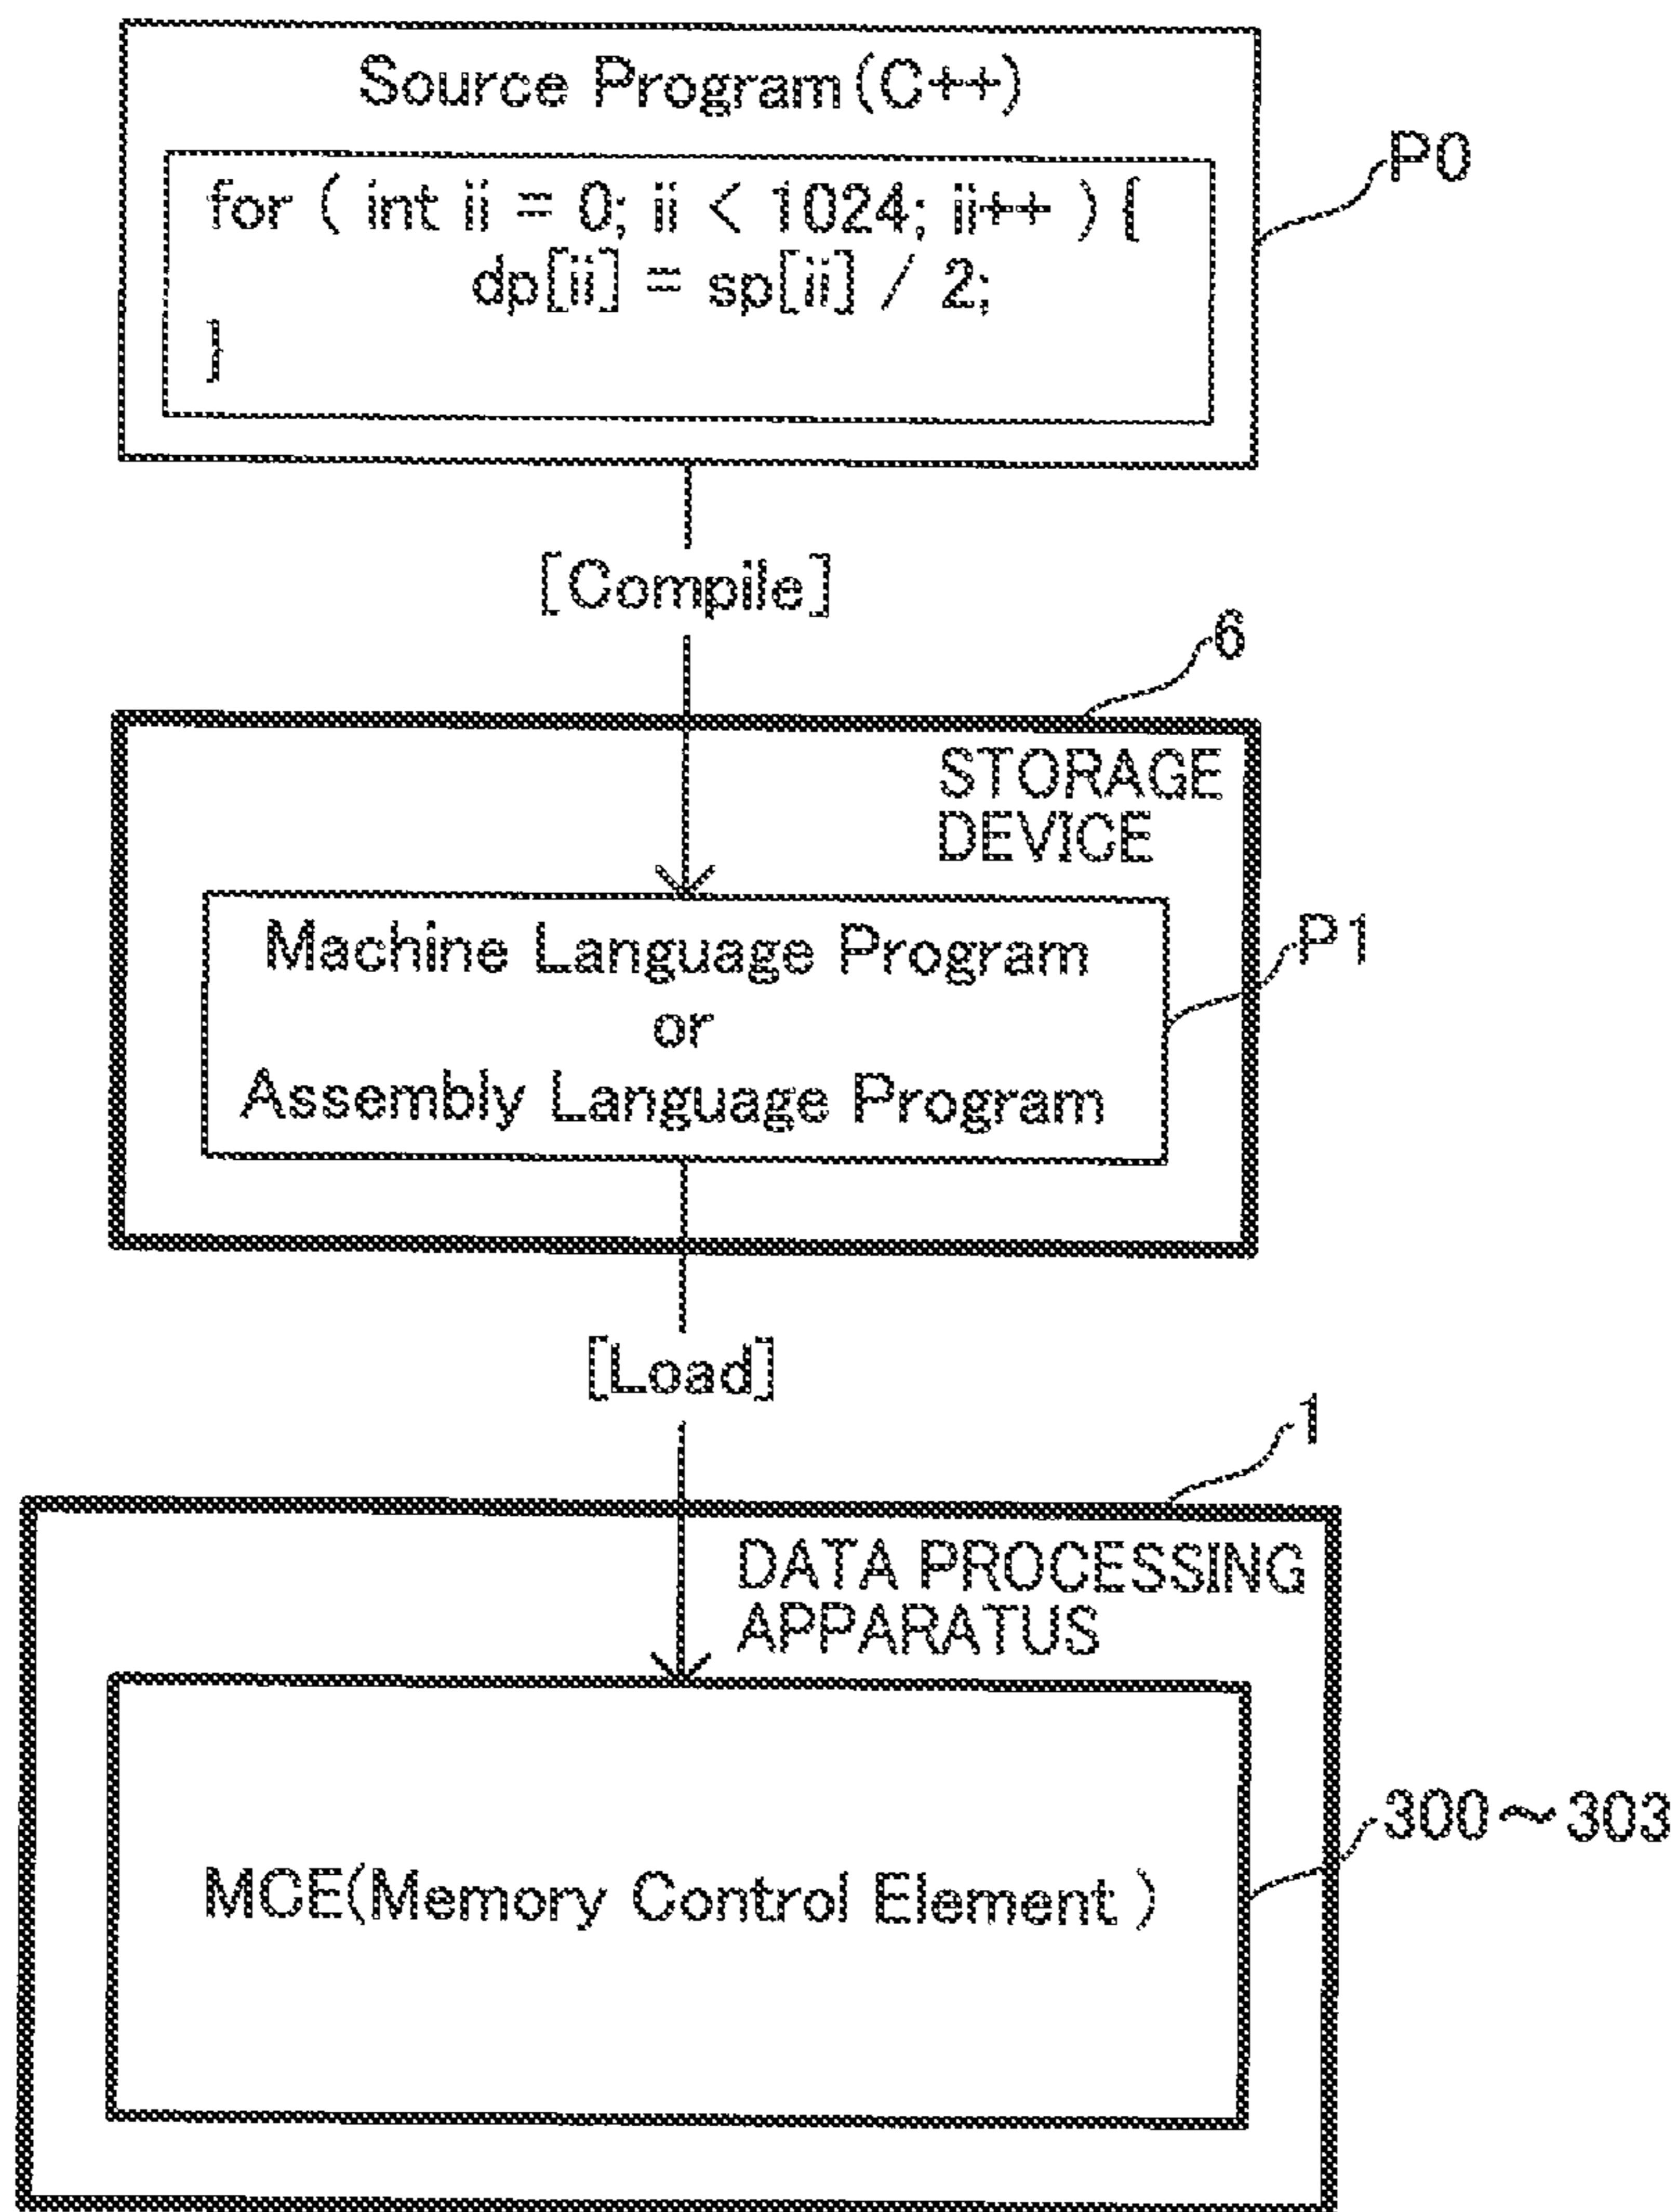 Source Program(C++)
P0
for ( int ii = 0; ii < 1024; ii++ ) {
dp[ii] = sp[ii] / 2;
}
[Compile]
6
STORAGE
DEVICE
Machine Language Program
or
Assembly Language Program
P1
[Load]
1
DATA PROCESSING
APPARATUS
MCE(Memory Control Element )
300～303